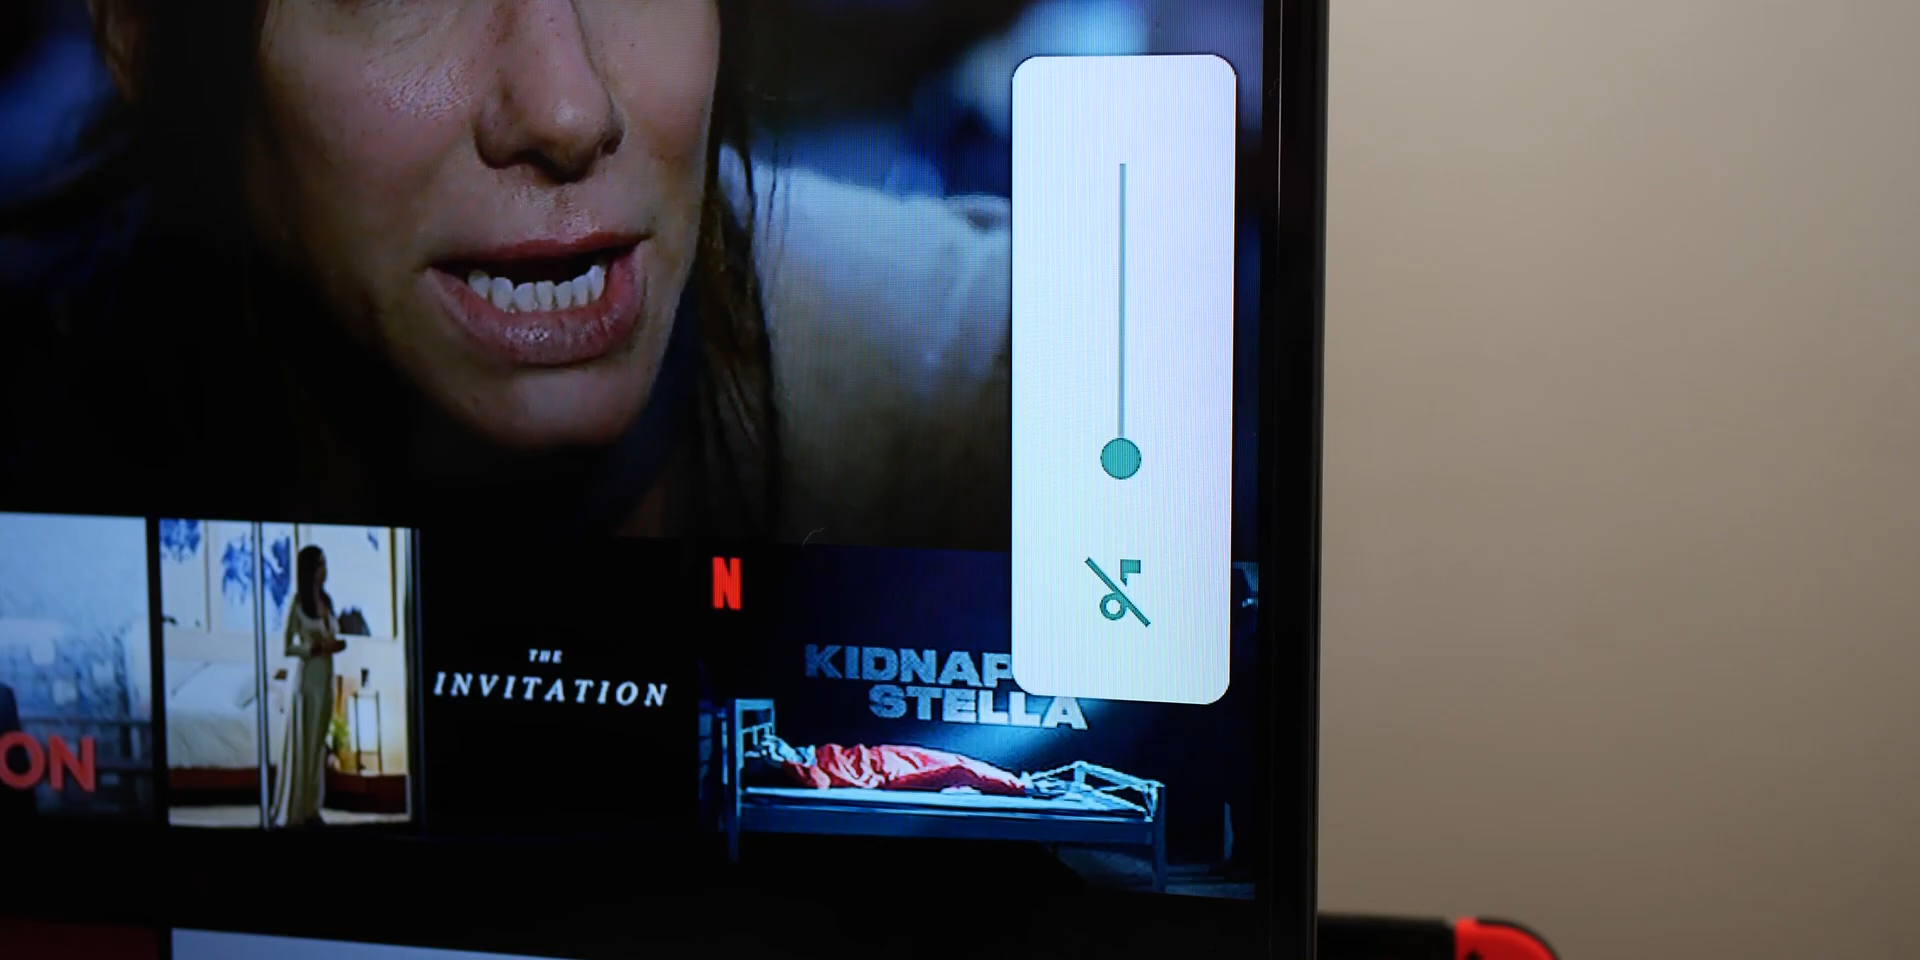 ON
THE
INVITATION
N
KIDNAP
STELLA